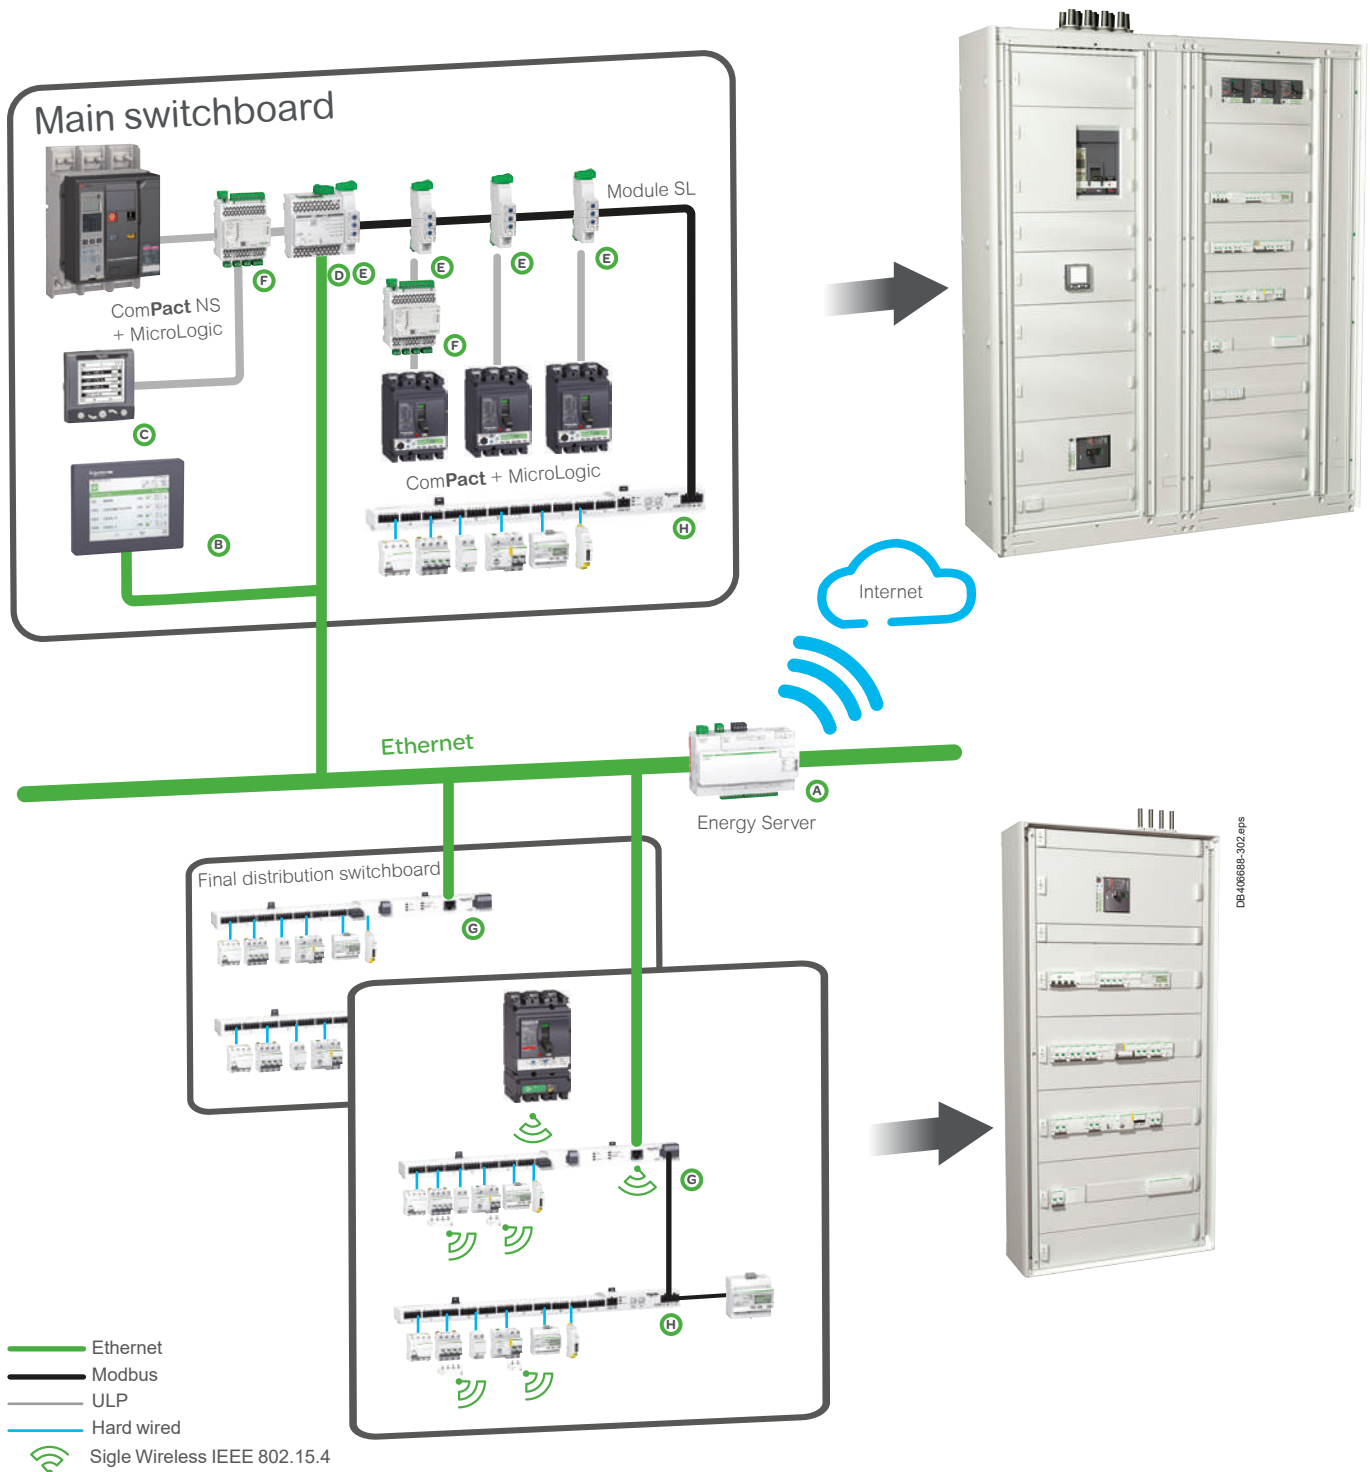 Main switchboard
Module SL
F
D
E
E
E
E
ComPact NS
+ MicroLogic
F
C
ComPact + MicroLogic
B
H
Internet
Ethernet
A
Energy Server
Final distribution switchboard
G
DB406688-302.eps
G
H
Ethernet
Modbus
ULP
Hard wired
Sigle Wireless IEEE 802.15.4